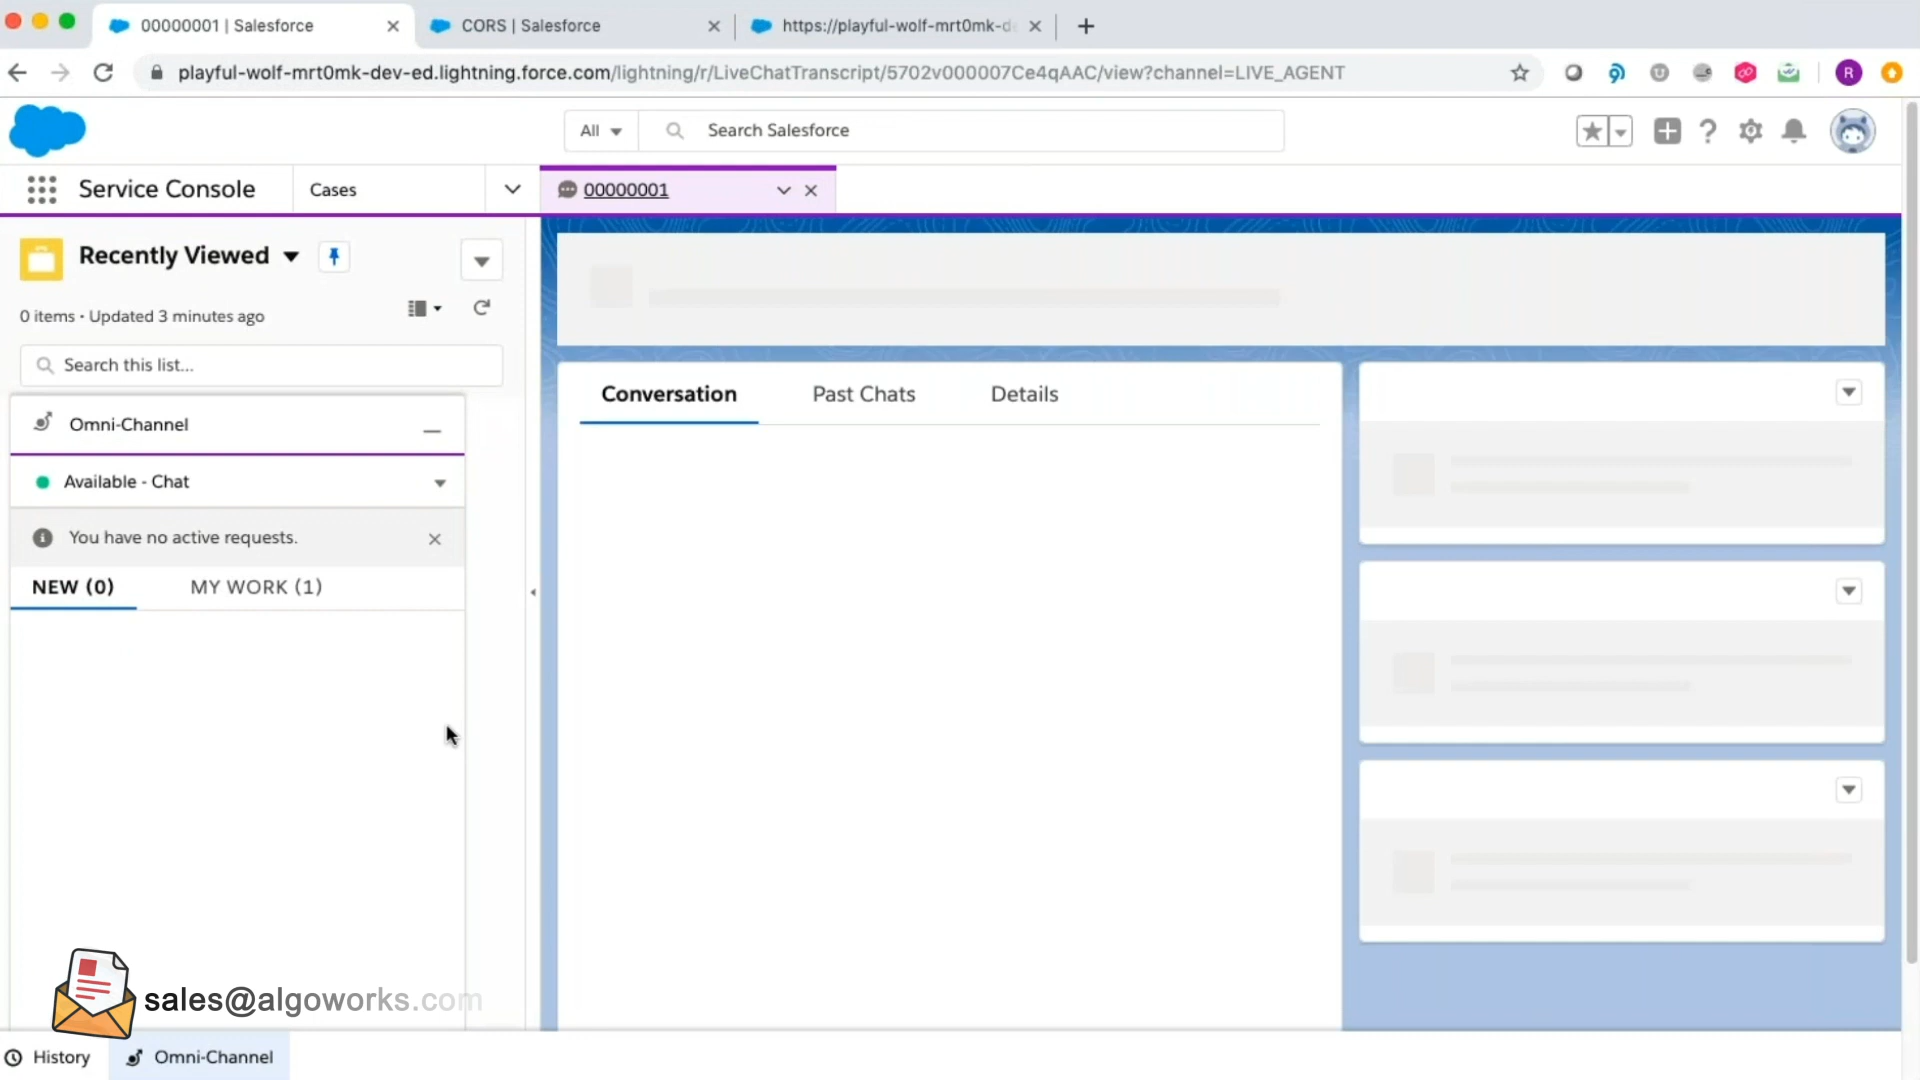 00000001 | Salesforce
CORS | Salesforce
https://playful-wolf-mrt0mk-d
playful-wolf-mrt0mk-dev-ed.lightning.force.com/lightning/r/LiveChatTranscript/5702v000007Ce4qAAC/view?channel=LIVE_AGENT
R
All
Search Salesforce
Service Console
Cases
00000001
Recently Viewed
0 items • Updated 3 minutes ago
Search this list...
Conversation
Past Chats
Details
Omni-Channel
Available - Chat
You have no active requests.
NEW (0)
MY WORK (1)
sales@algoworks.com
History
Omni-Channel